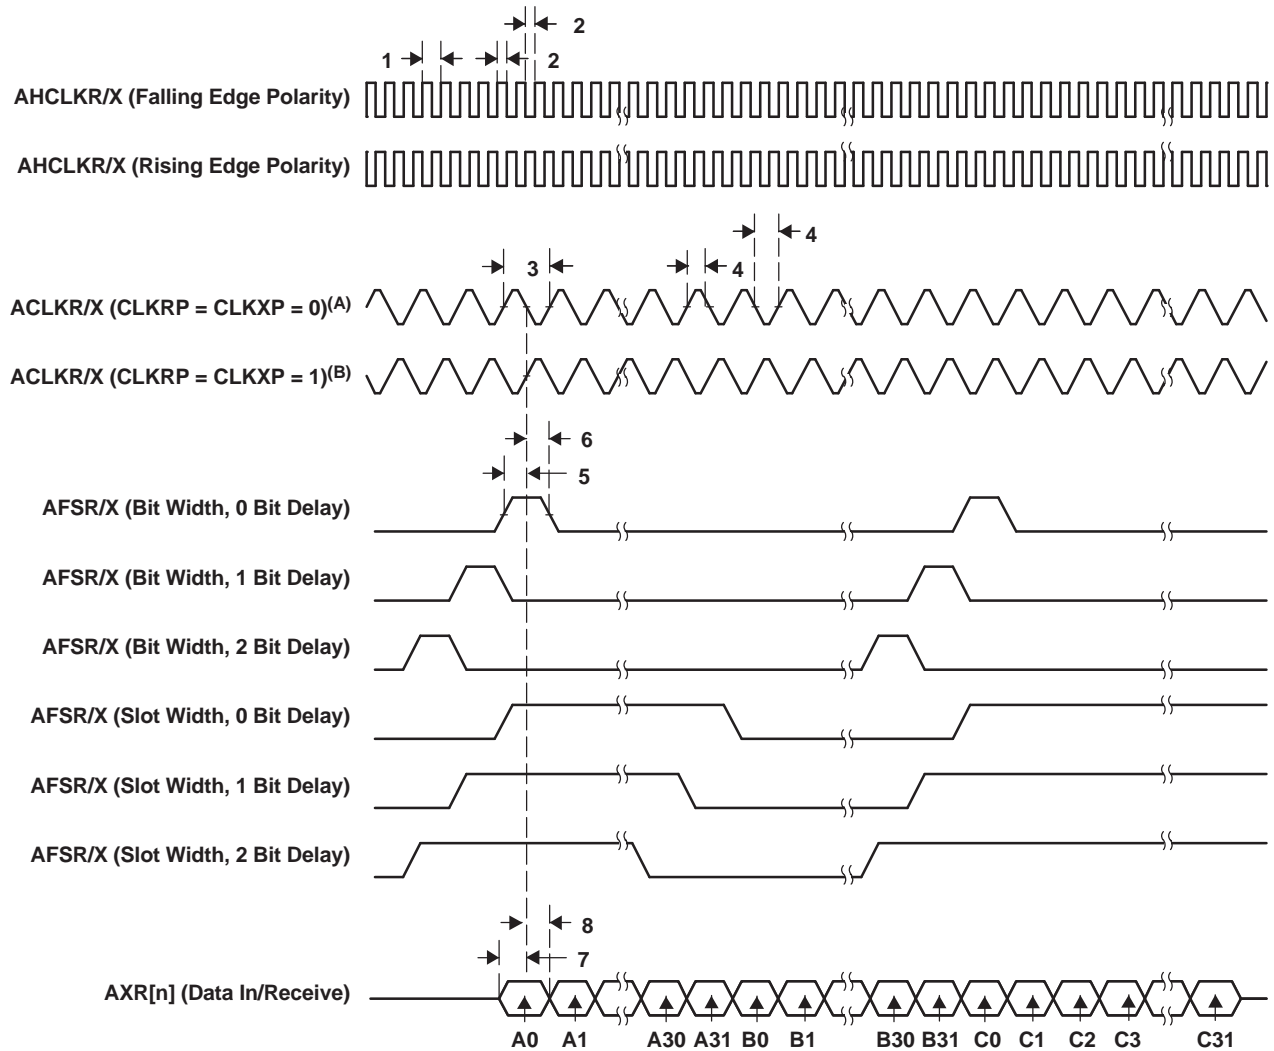 2
1
2
AHCLKR/X (Falling Edge Polarity)
AHCLKR/X (Rising Edge Polarity)
4
3
4
ACLKR/X (CLKRP = CLKXP = 0)(A)
ACLKR/X (CLKRP = CLKXP = 1)(B)
6
5
AFSR/X (Bit Width, 0 Bit Delay)
AFSR/X (Bit Width, 1 Bit Delay)
AFSR/X (Bit Width, 2 Bit Delay)
AFSR/X (Slot Width, 0 Bit Delay)
AFSR/X (Slot Width, 1 Bit Delay)
AFSR/X (Slot Width, 2 Bit Delay)
8
7
AXR[n] (Data In/Receive)
A0 A1 A30 A31 B0 B1 B30 B31 C0 C1 C2 C3 C31